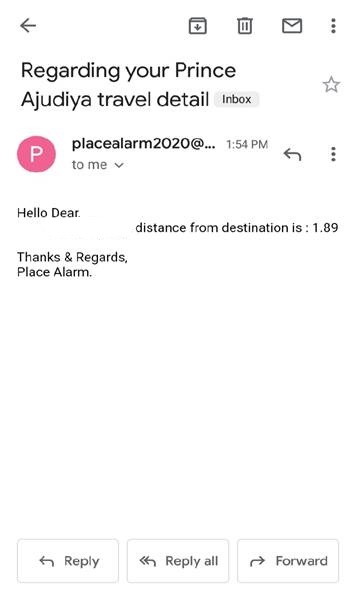 Regarding your Prince
Ajudiya travel detail Inbox
P
placealarm2020@... 1:54 PM
to me
Hello Dear.
distance from destination is : 1.89
Thanks & Regards,
Place Alarm.
Reply Reply all Forward